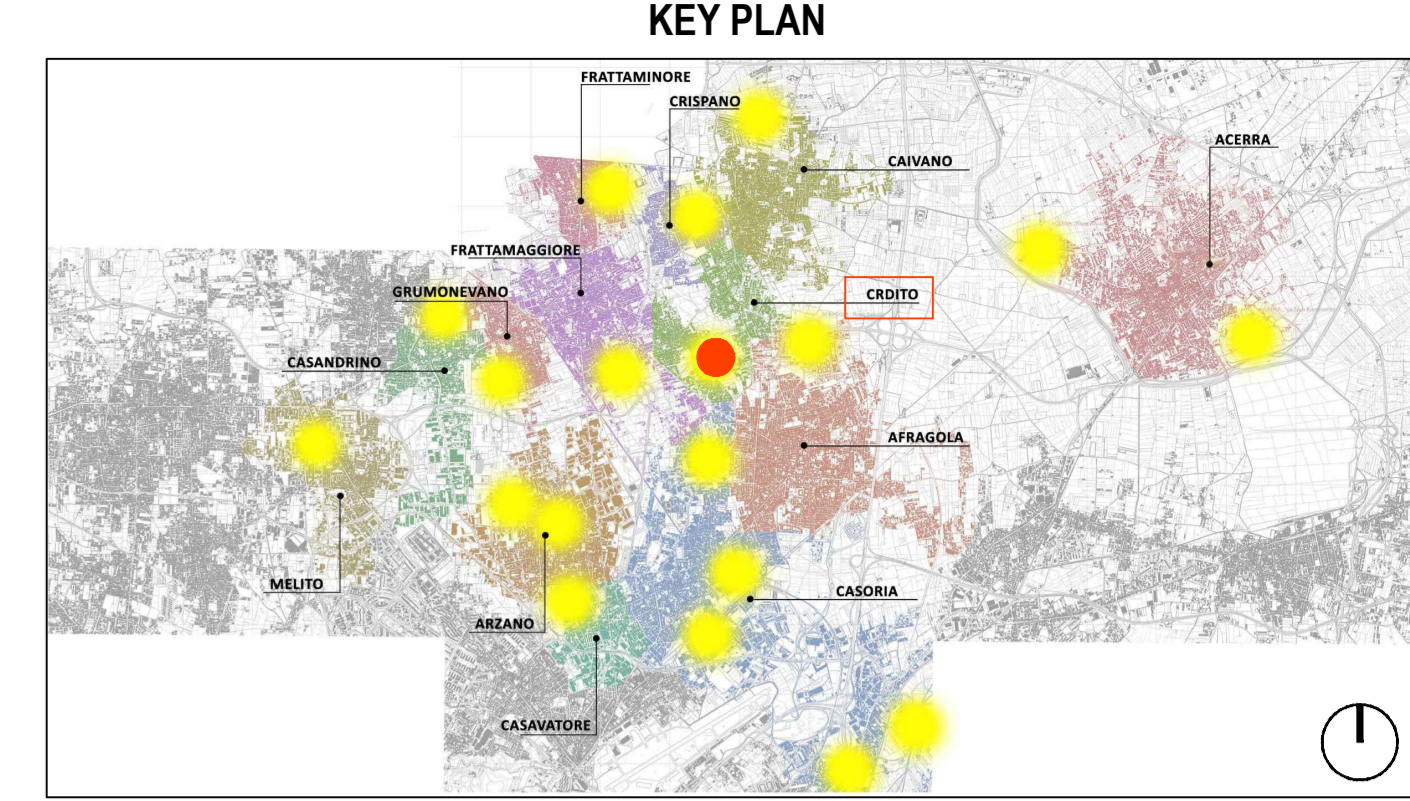 KEY PLAN
FRATTAMINORE
CRISPANO
ACERRA
CAIVANO
FRATTAMAGGIORE
GRUMONEVANO
CRDITO
CASANDRINO
AFRAGOLA
MELITO
CASORIA
ARZANO
CASAVATORE